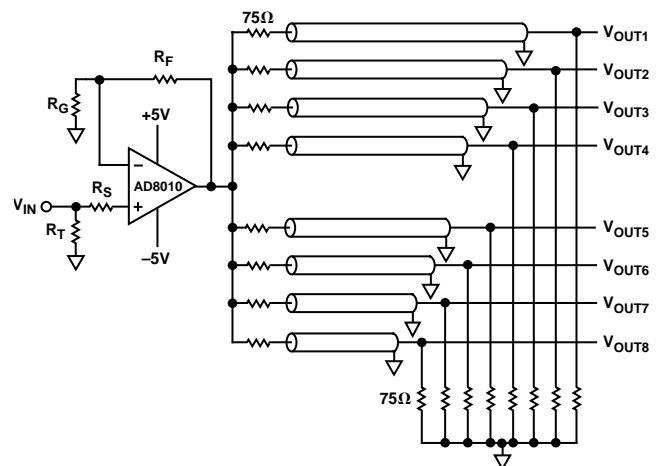 75Ω
VOUT1
RF
VOUT2
RG
VOUT3
+5V
VOUT4
–
AD8010
RS
VIN
+
RT
–5V
VOUT5
VOUT6
VOUT7
VOUT8
75Ω